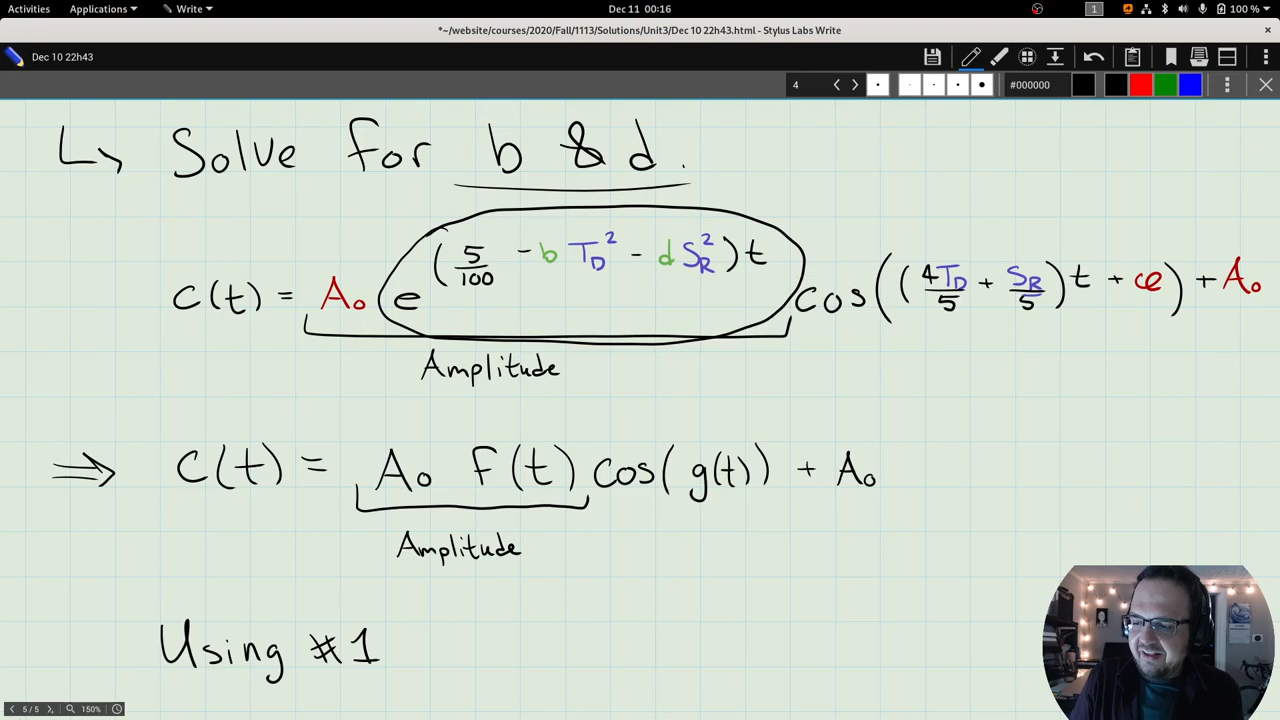 Activities Applications Write Dec 11 00:16 1 100 %
*~/website/courses/2020/Fall/1113/Solutions/Unit3/Dec 10 22h43.html - Stylus Labs Write
Dec 10 22h43
4 #000000
↳ Solve for b & d.
C(t) = A₀ e^(5/100 - b T_D² - d S_R²)t cos((4T_D/5 + S_R/5)t + φ) + A₀
Amplitude
⇒ C(t) = A₀ f(t) cos(g(t)) + A₀
Amplitude
Using #1
5 / 5 150%